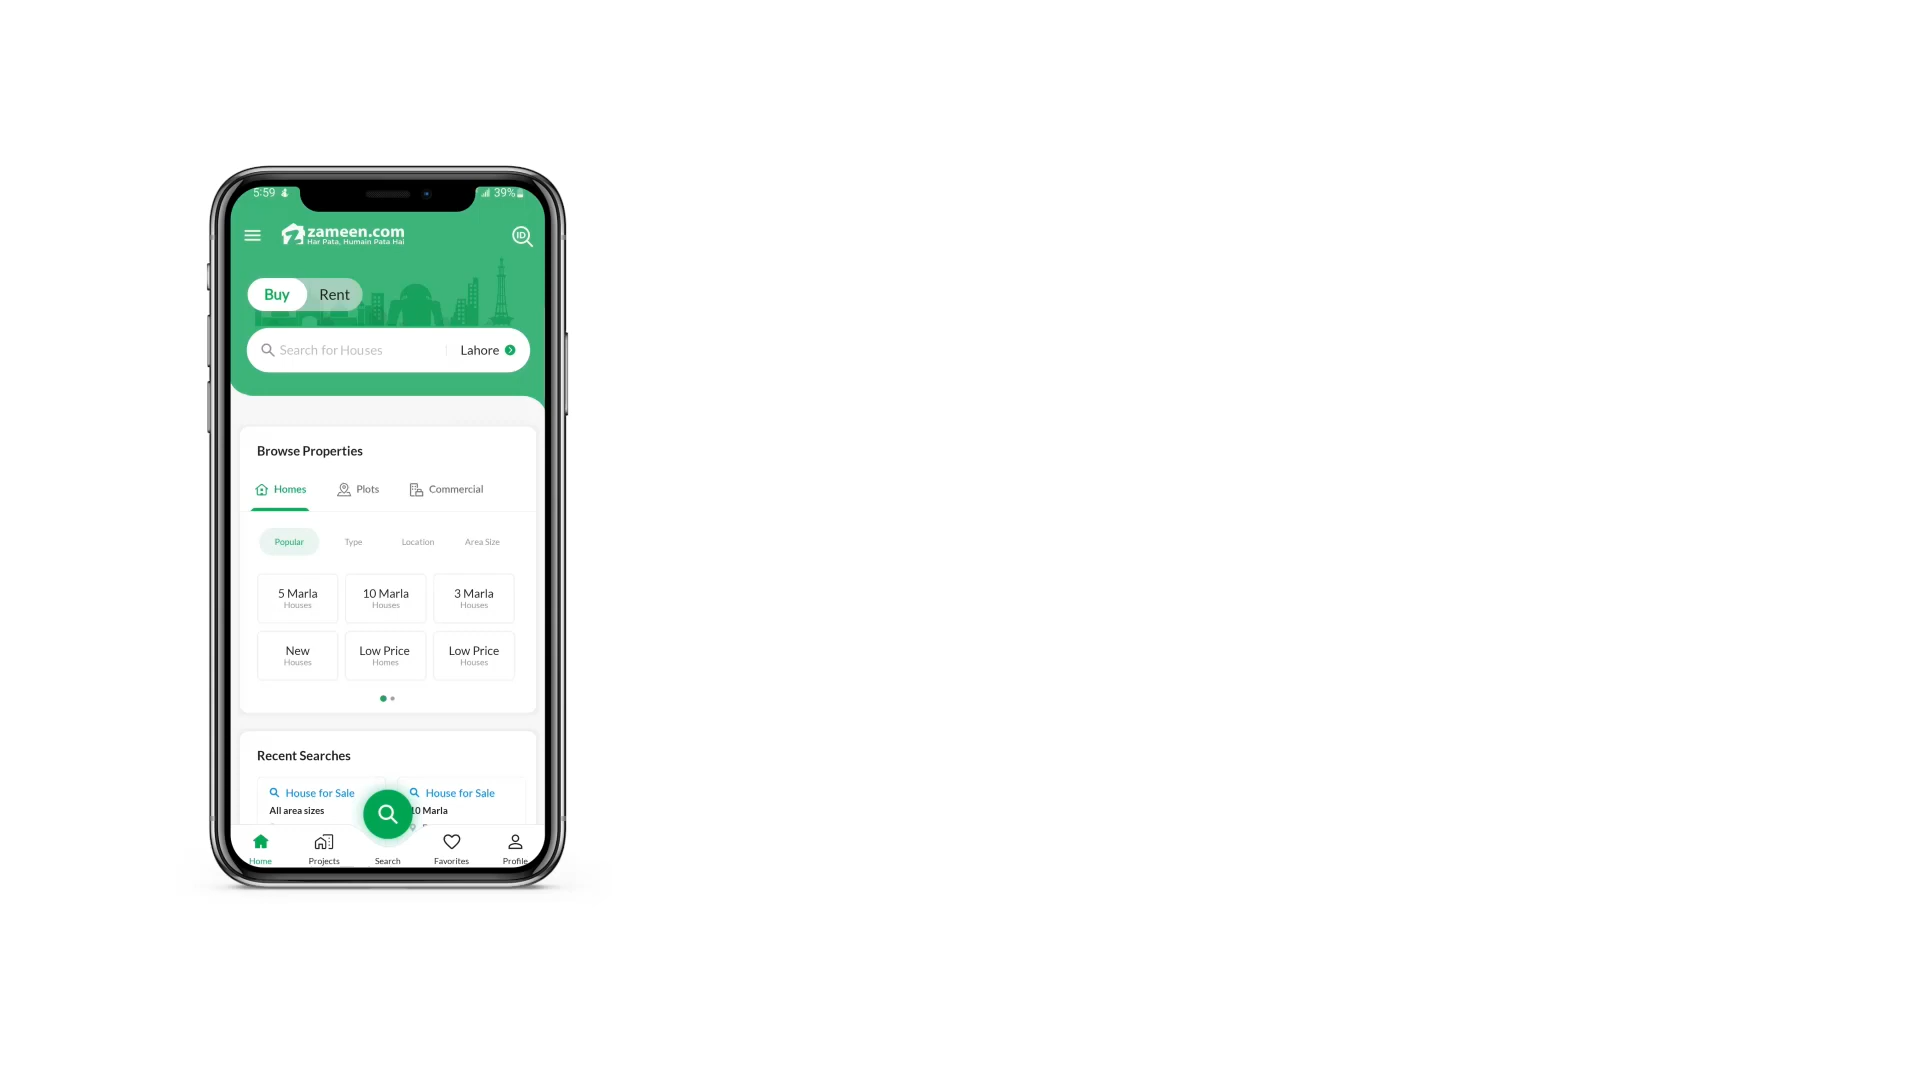 5:59
39%
zameen.com
Har Pata, Humain Pata Hai
ID
Buy Rent
Search for Houses Lahore
Browse Properties
Homes Plots Commercial
Popular Type Location Area Size
5 Marla 10 Marla 3 Marla
Houses Houses Houses
New Low Price Low Price
Houses Homes Houses
Recent Searches
House for Sale House for Sale
All area sizes 10 Marla
Home Projects Search Favorites Profile